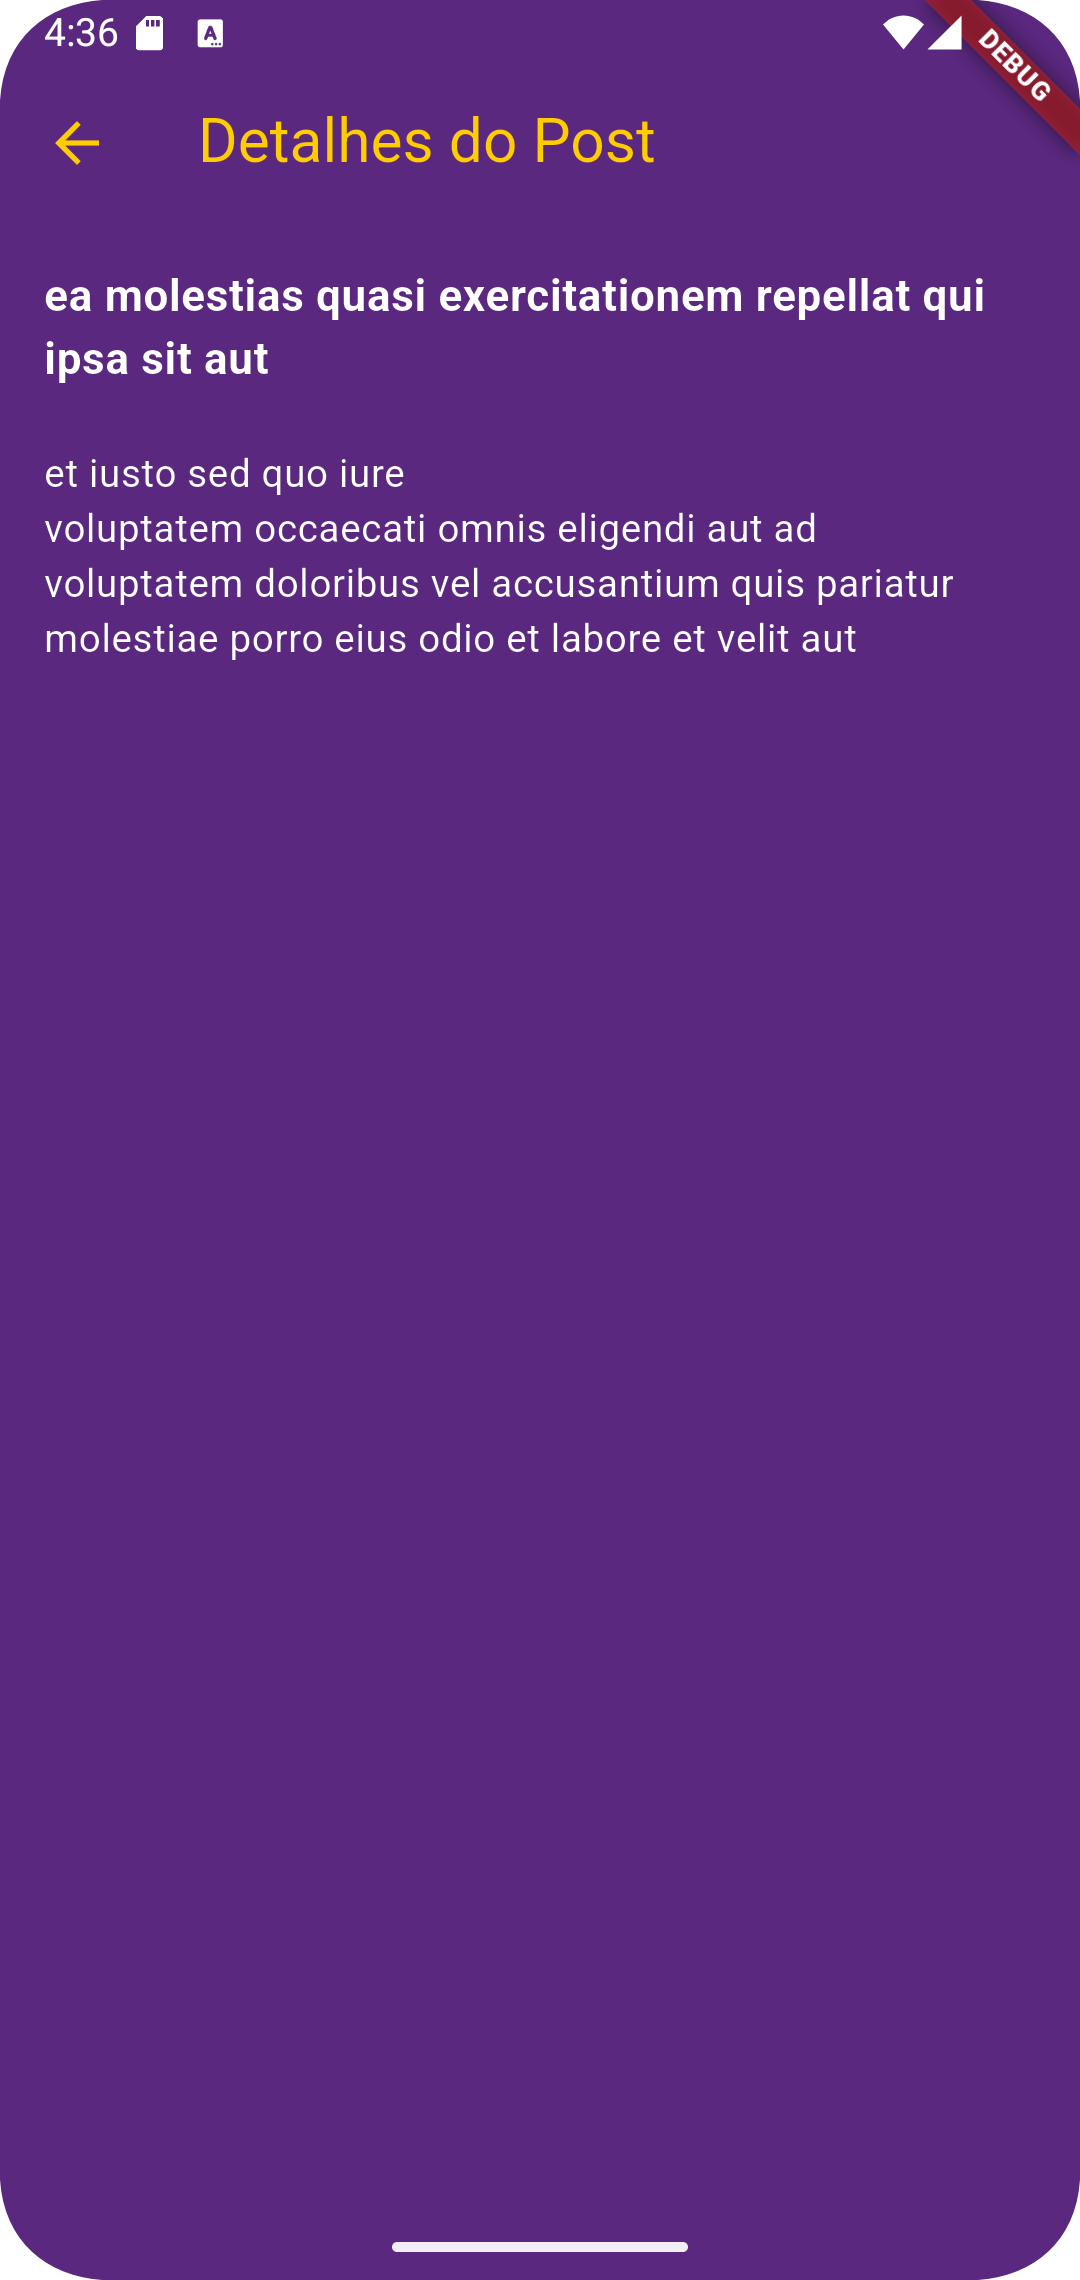 4:36
DEBUG
Detalhes do Post
ea molestias quasi exercitationem repellat qui
ipsa sit aut
et iusto sed quo iure
voluptatem occaecati omnis eligendi aut ad
voluptatem doloribus vel accusantium quis pariatur
molestiae porro eius odio et labore et velit aut